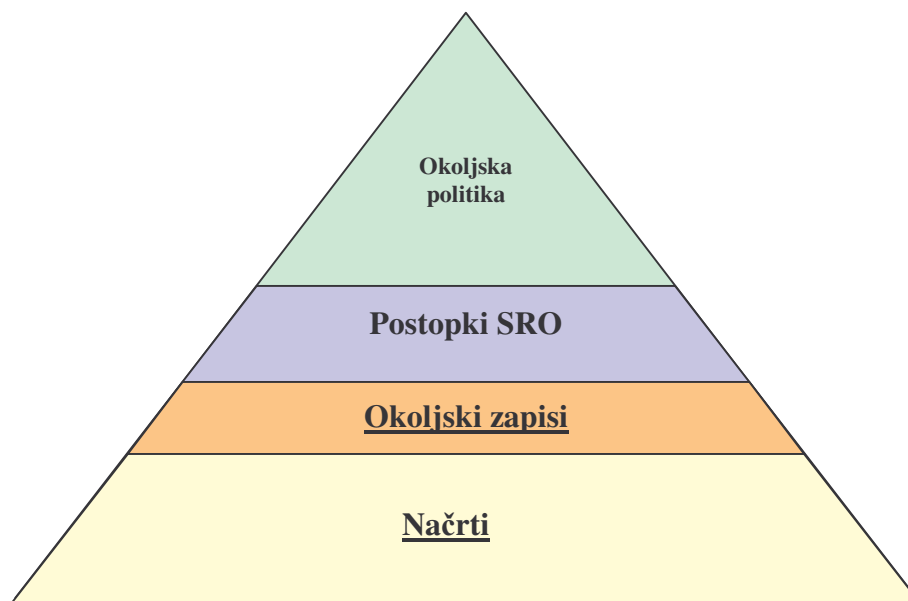 Okoljska
politika
Postopki SRO
Okoljski zapisi
Načrti